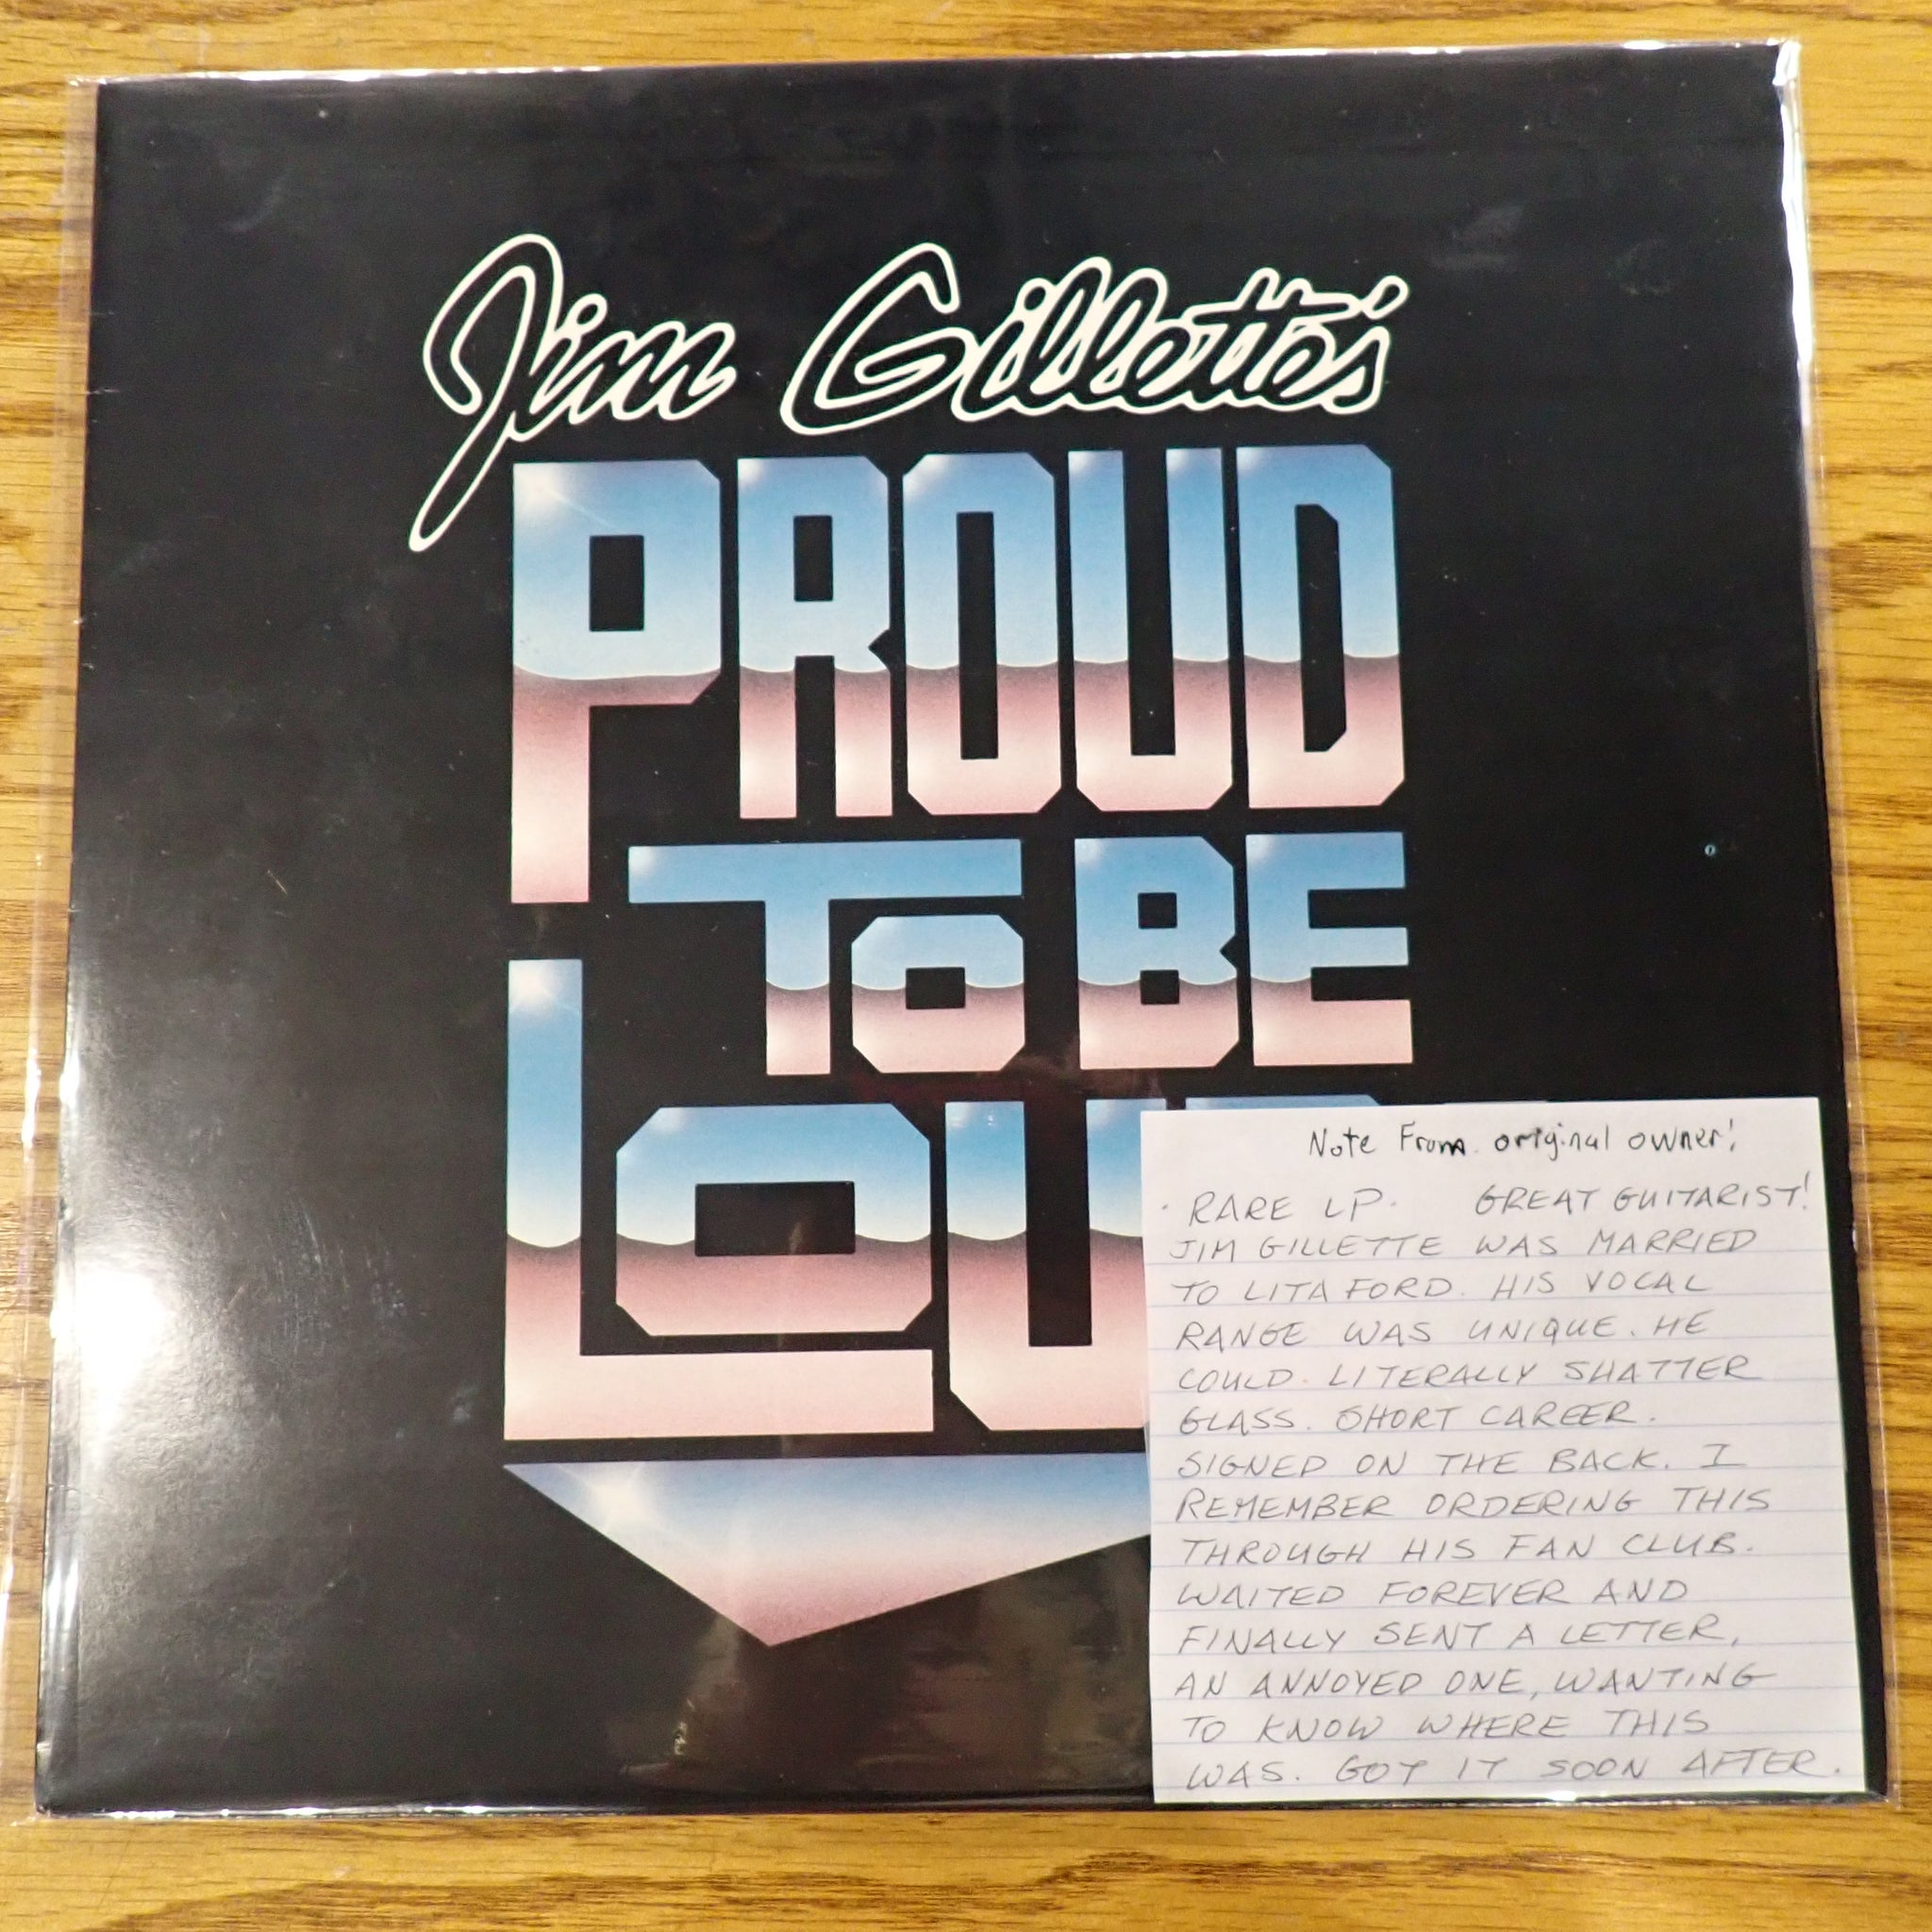 Jim Gillette's
PROUD
TO BE
LOUD
Note From original owner!
· RARE LP. GREAT GUITARIST!
JIM GILLETTE WAS MARRIED
TO LITA FORD. HIS VOCAL
RANGE WAS UNIQUE. HE
COULD LITERALLY SHATTER
GLASS. SHORT CAREER.
SIGNED ON THE BACK. I
REMEMBER ORDERING THIS
THROUGH HIS FAN CLUB.
WAITED FOREVER AND
FINALLY SENT A LETTER,
AN ANNOYED ONE, WANTING
TO KNOW WHERE THIS
WAS. GOT IT SOON AFTER.